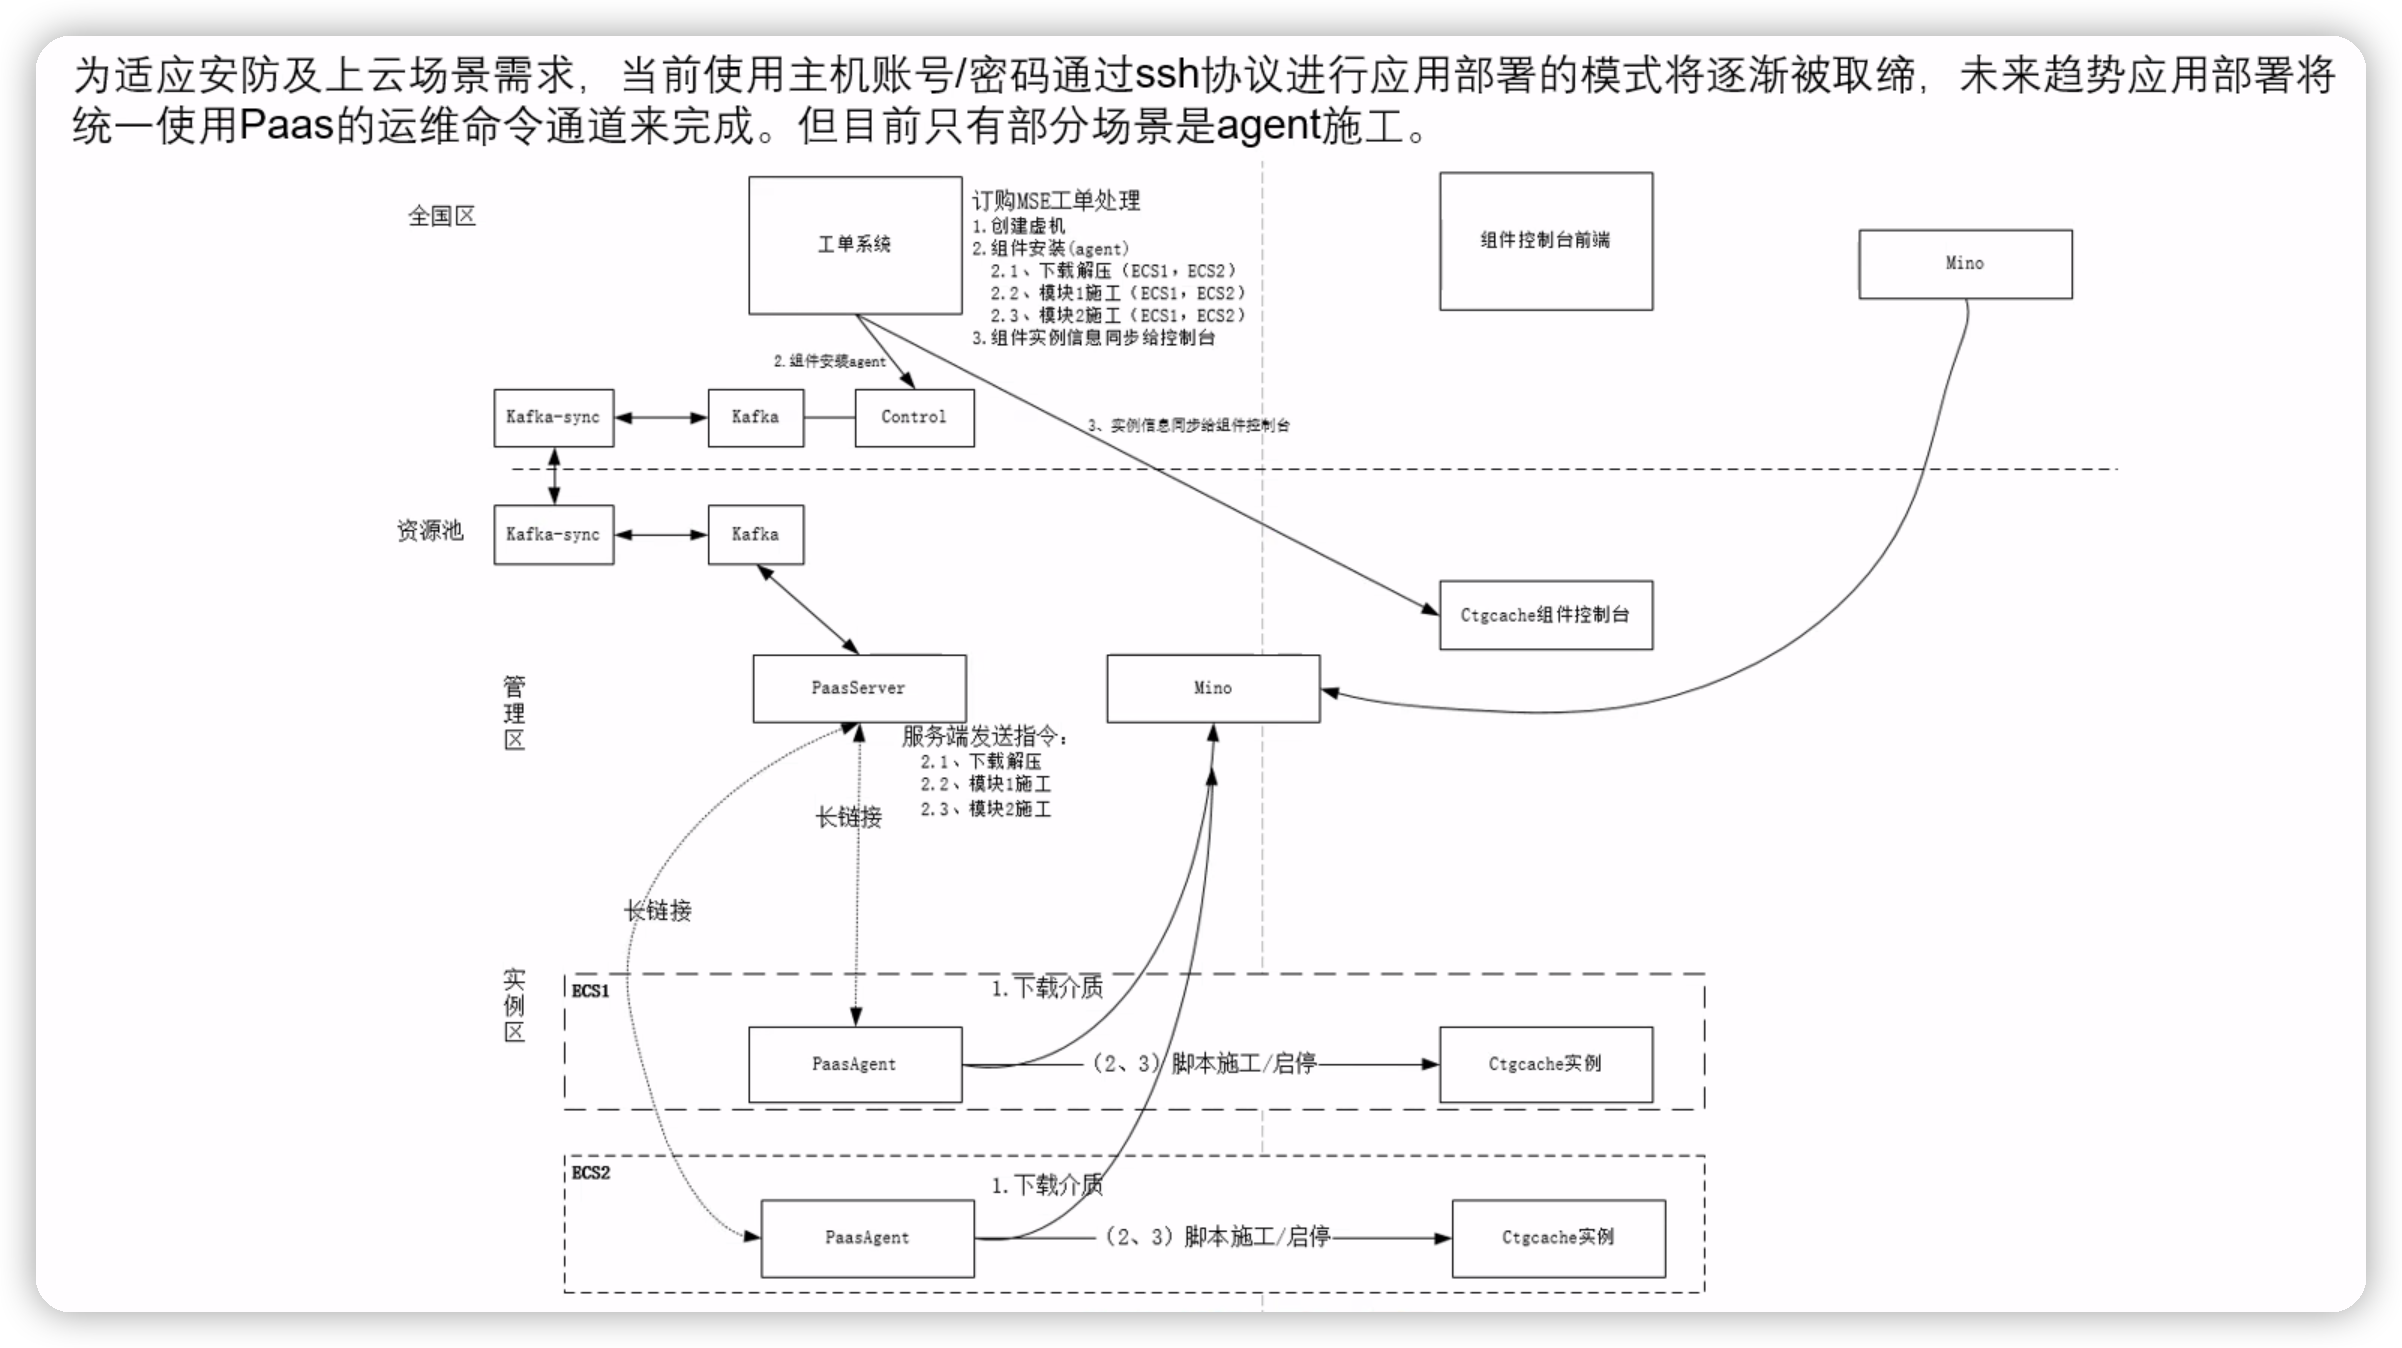 为适应安防及上云场景需求，当前使用主机账号/密码通过ssh协议进行应用部署的模式将逐渐被取缔，未来趋势应用部署将
统一使用Paas的运维命令通道来完成。但目前只有部分场景是agent施工。
全国区
工单系统
订购MSE工单处理
1.创建虚机
2.组件安装(agent)
2.1、下载解压（ECS1，ECS2）
2.2、模块1施工（ECS1，ECS2）
2.3、模块2施工（ECS1，ECS2）
3.组件实例信息同步给控制台
组件控制台前端
Mino
2.组件安装agent
Kafka-sync
Kafka
Control
3、实例信息同步给组件控制台
资源池
Kafka-sync
Kafka
Ctgcache组件控制台
管理区
PaasServer
Mino
服务端发送指令：
2.1、下载解压
2.2、模块1施工
2.3、模块2施工
长链接
长链接
实例区
ECS1
1.下载介质
PaasAgent
（2、3）脚本施工/启停
Ctgcache实例
ECS2
1.下载介质
PaasAgent
（2、3）脚本施工/启停
Ctgcache实例